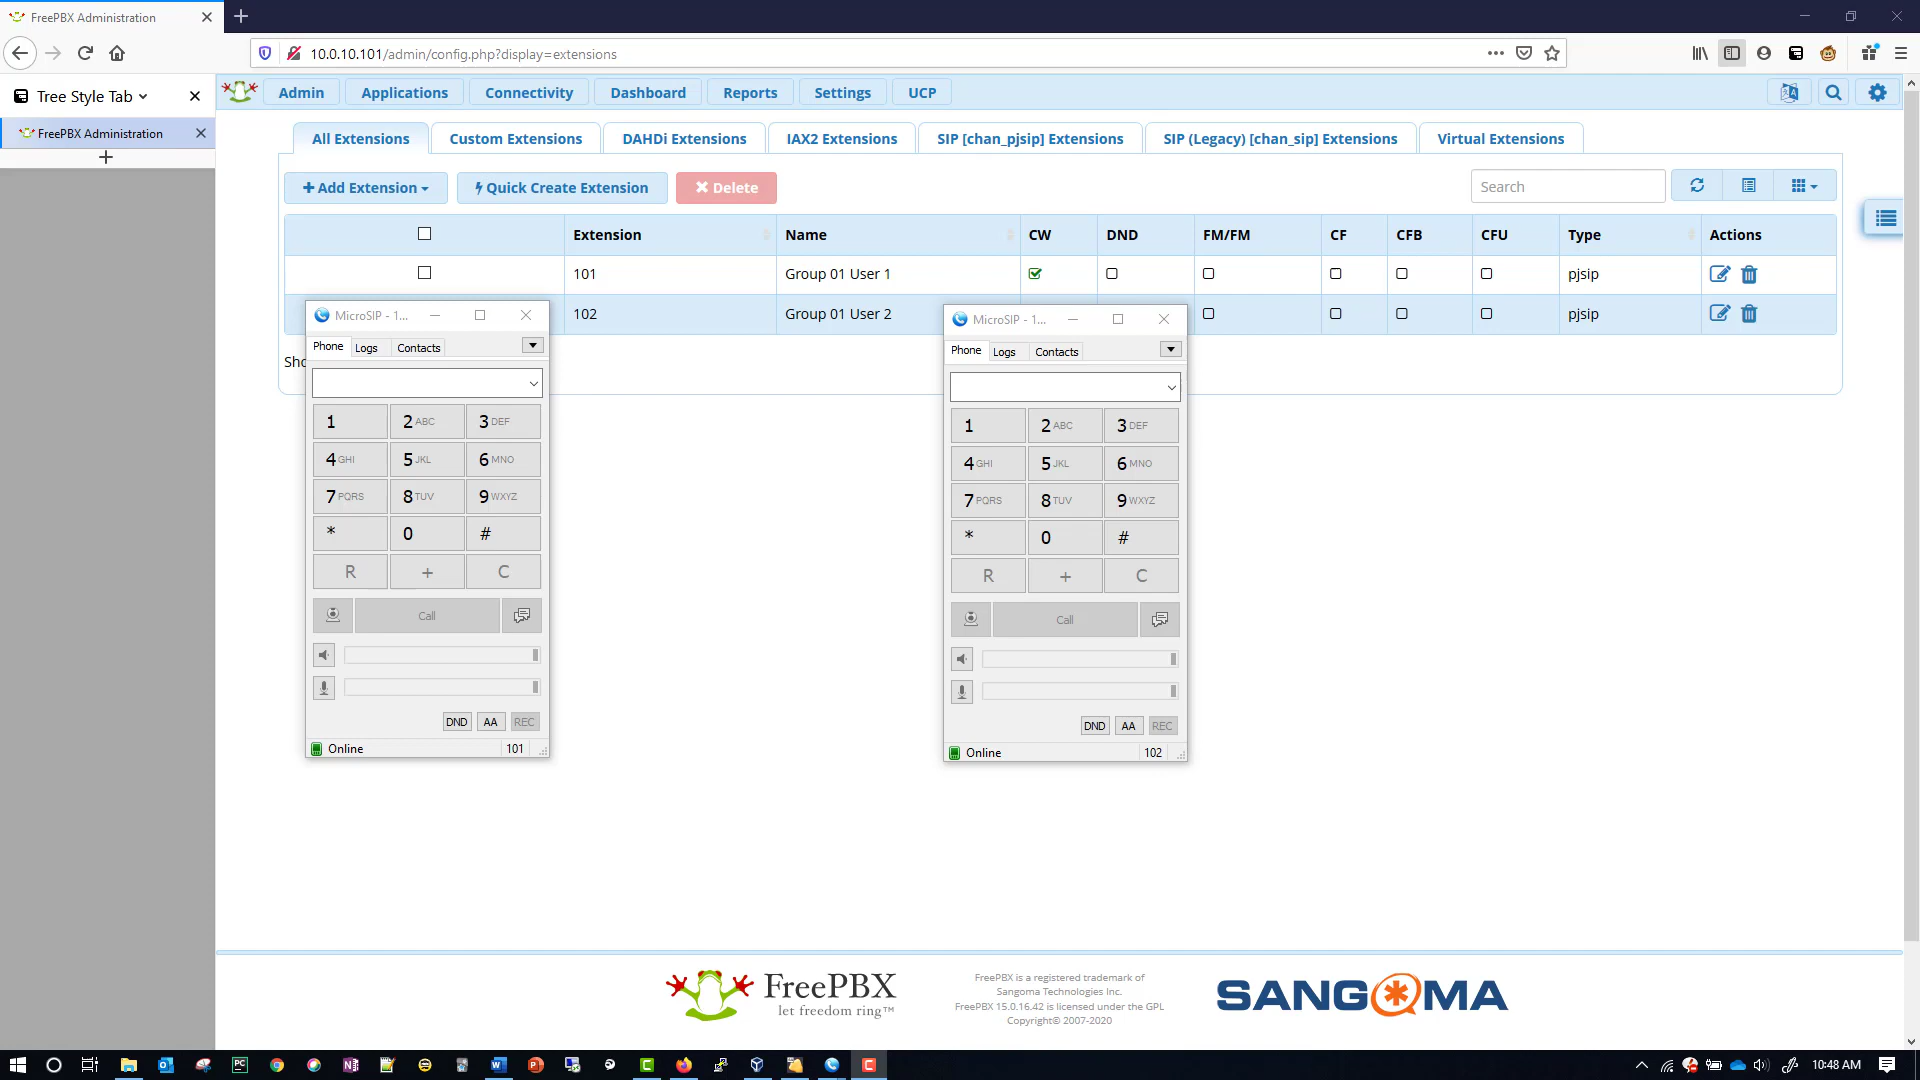 FreePBX Administration
10.0.10.101/admin/config.php?display=extensions
Tree Style Tab
FreePBX Administration
Admin
Applications
Connectivity
Dashboard
Reports
Settings
UCP
All Extensions
Custom Extensions
DAHDi Extensions
IAX2 Extensions
SIP [chan_pjsip] Extensions
SIP (Legacy) [chan_sip] Extensions
Virtual Extensions
Add Extension
Quick Create Extension
Delete
Search
Extension Name CW DND FM/FM CF CFB CFU Type Actions
101 Group 01 User 1 pjsip
102 Group 01 User 2 pjsip
Sho
MicroSIP - 1...
Phone Logs Contacts
1 2 ABC 3 DEF
4 GHI 5 JKL 6 MNO
7 PQRS 8 TUV 9 WXYZ
* 0 #
R + C
Call
DND AA REC
Online 101
MicroSIP - 1...
Phone Logs Contacts
1 2 ABC 3 DEF
4 GHI 5 JKL 6 MNO
7 PQRS 8 TUV 9 WXYZ
* 0 #
R + C
Call
DND AA REC
Online 102
FreePBX
let freedom ring™
FreePBX is a registered trademark of
Sangoma Technologies Inc.
FreePBX 15.0.16.42 is licensed under the GPL
Copyright© 2007-2020
SANGOMA
10:48 AM